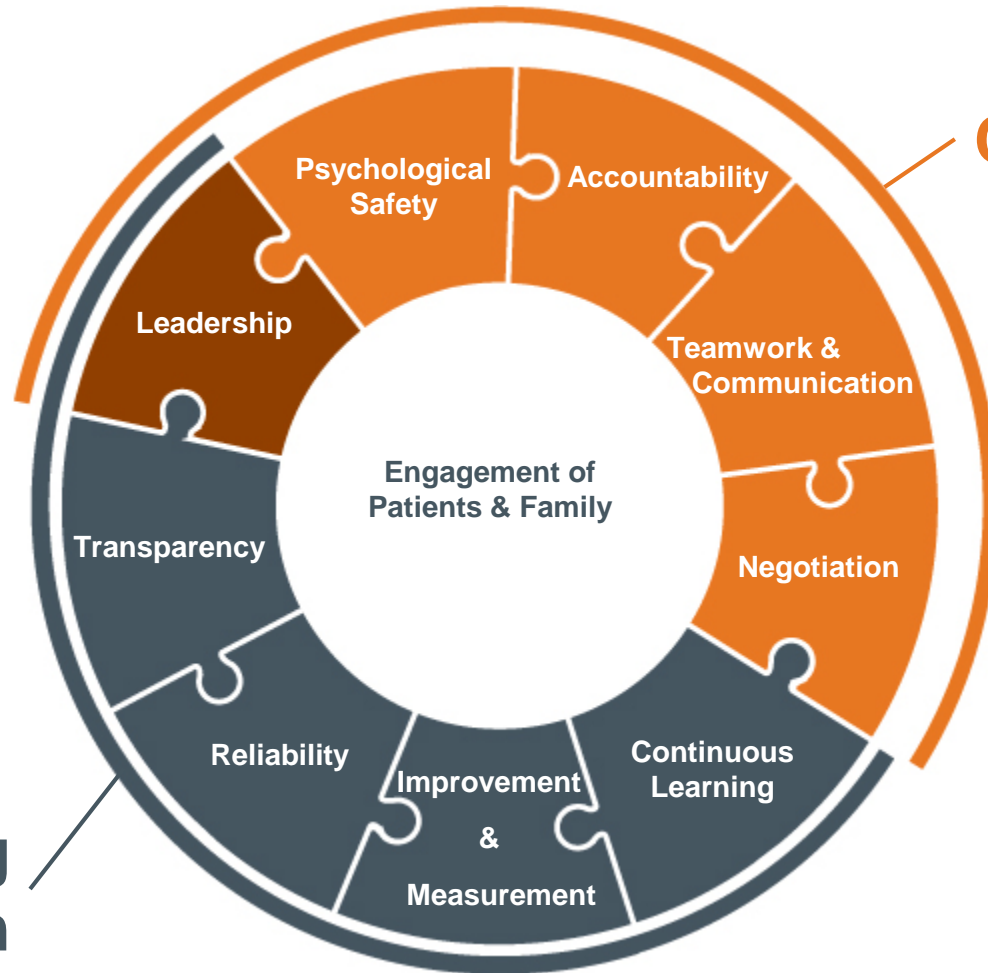 Psychological
Safety
Accountability
Leadership
Teamwork &
Communication
Engagement of
Patients & Family
Transparency
Negotiation
Reliability
Improvement
&
Measurement
Continuous
Learning